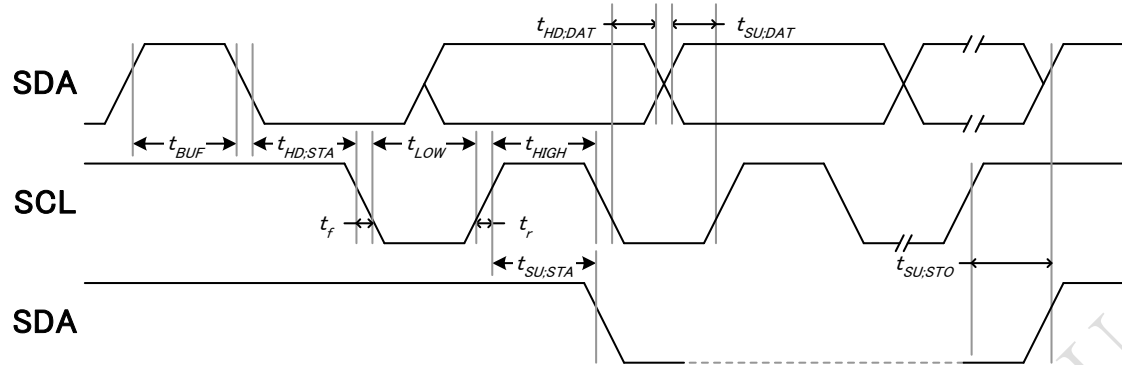 t_HD;DAT t_SU;DAT
SDA
t_BUF t_HD;STA t_LOW t_HIGH
SCL
t_f t_r
t_SU;STA t_SU;STO
SDA